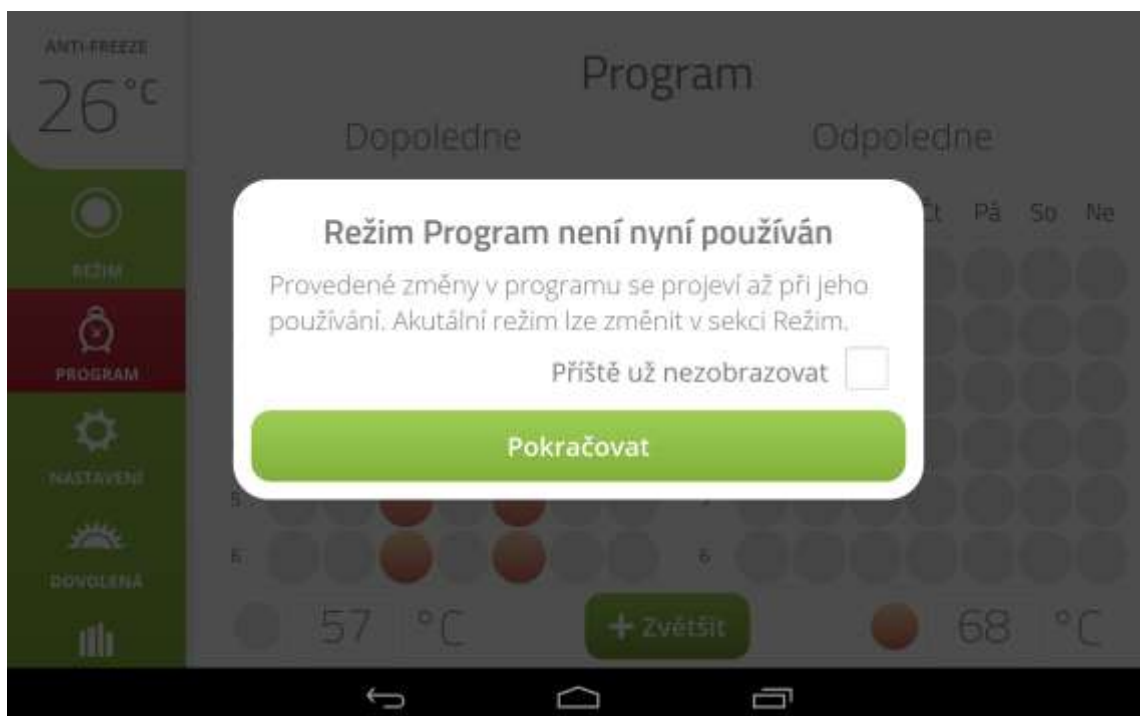 ANTI-FREEZE
26°C
Program
Dopoledne
Odpoledne
Čt Pá So Ne
REŽIM
PROGRAM
NASTAVENÍ
DOVOLENÁ
Režim Program není nyní používán
Provedené změny v programu se projeví až při jeho
používání. Akutální režim lze změnit v sekci Režim.
Příště už nezobrazovat
Pokračovat
6 6
57 °C + Zvětšit 68 °C